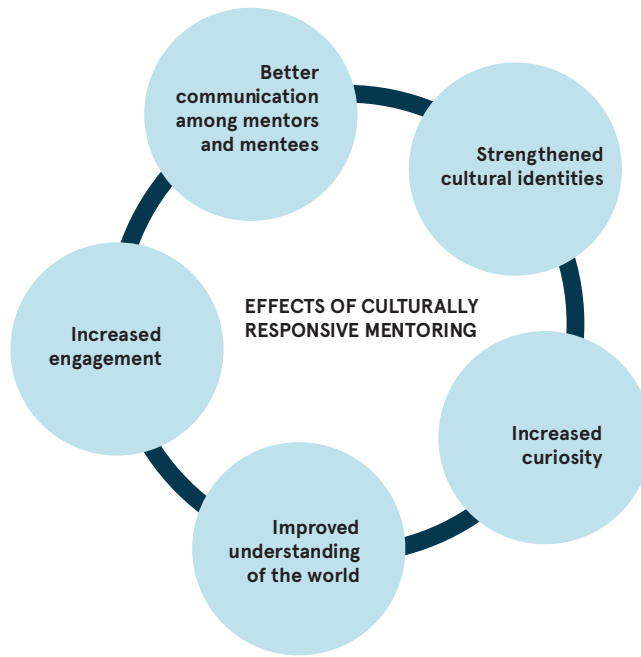 Better
communication
among mentors
and mentees
Strengthened
cultural identities
EFFECTS OF CULTURALLY
RESPONSIVE MENTORING
Increased
engagement
Increased
curiosity
Improved
understanding
of the world